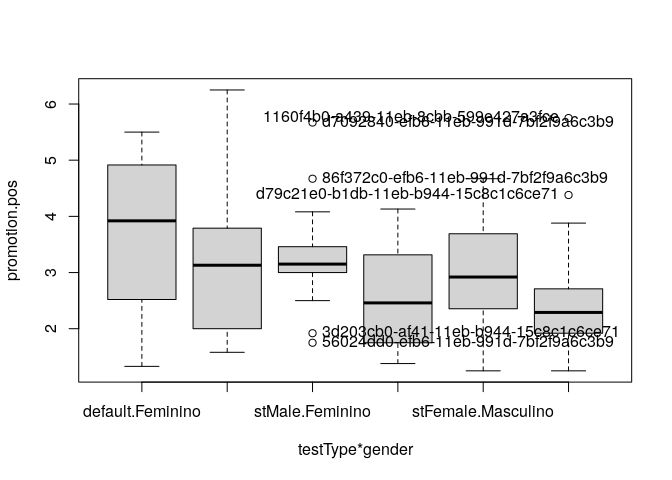 promotion.pos
6
5
4
3
2
1160f4b0-a439-11eb-8cbb-599e427a3fce
d7092840-efb6-11eb-991d-7bf2f9a6c3b9
86f372c0-efb6-11eb-991d-7bf2f9a6c3b9
d79c21e0-b1db-11eb-b944-15c8c1c6ce71
3d203cb0-af41-11eb-b944-15c8c1c6ce71
56024dd0-efb6-11eb-991d-7bf2f9a6c3b9
default.Feminino
stMale.Feminino
stFemale.Masculino
testType*gender